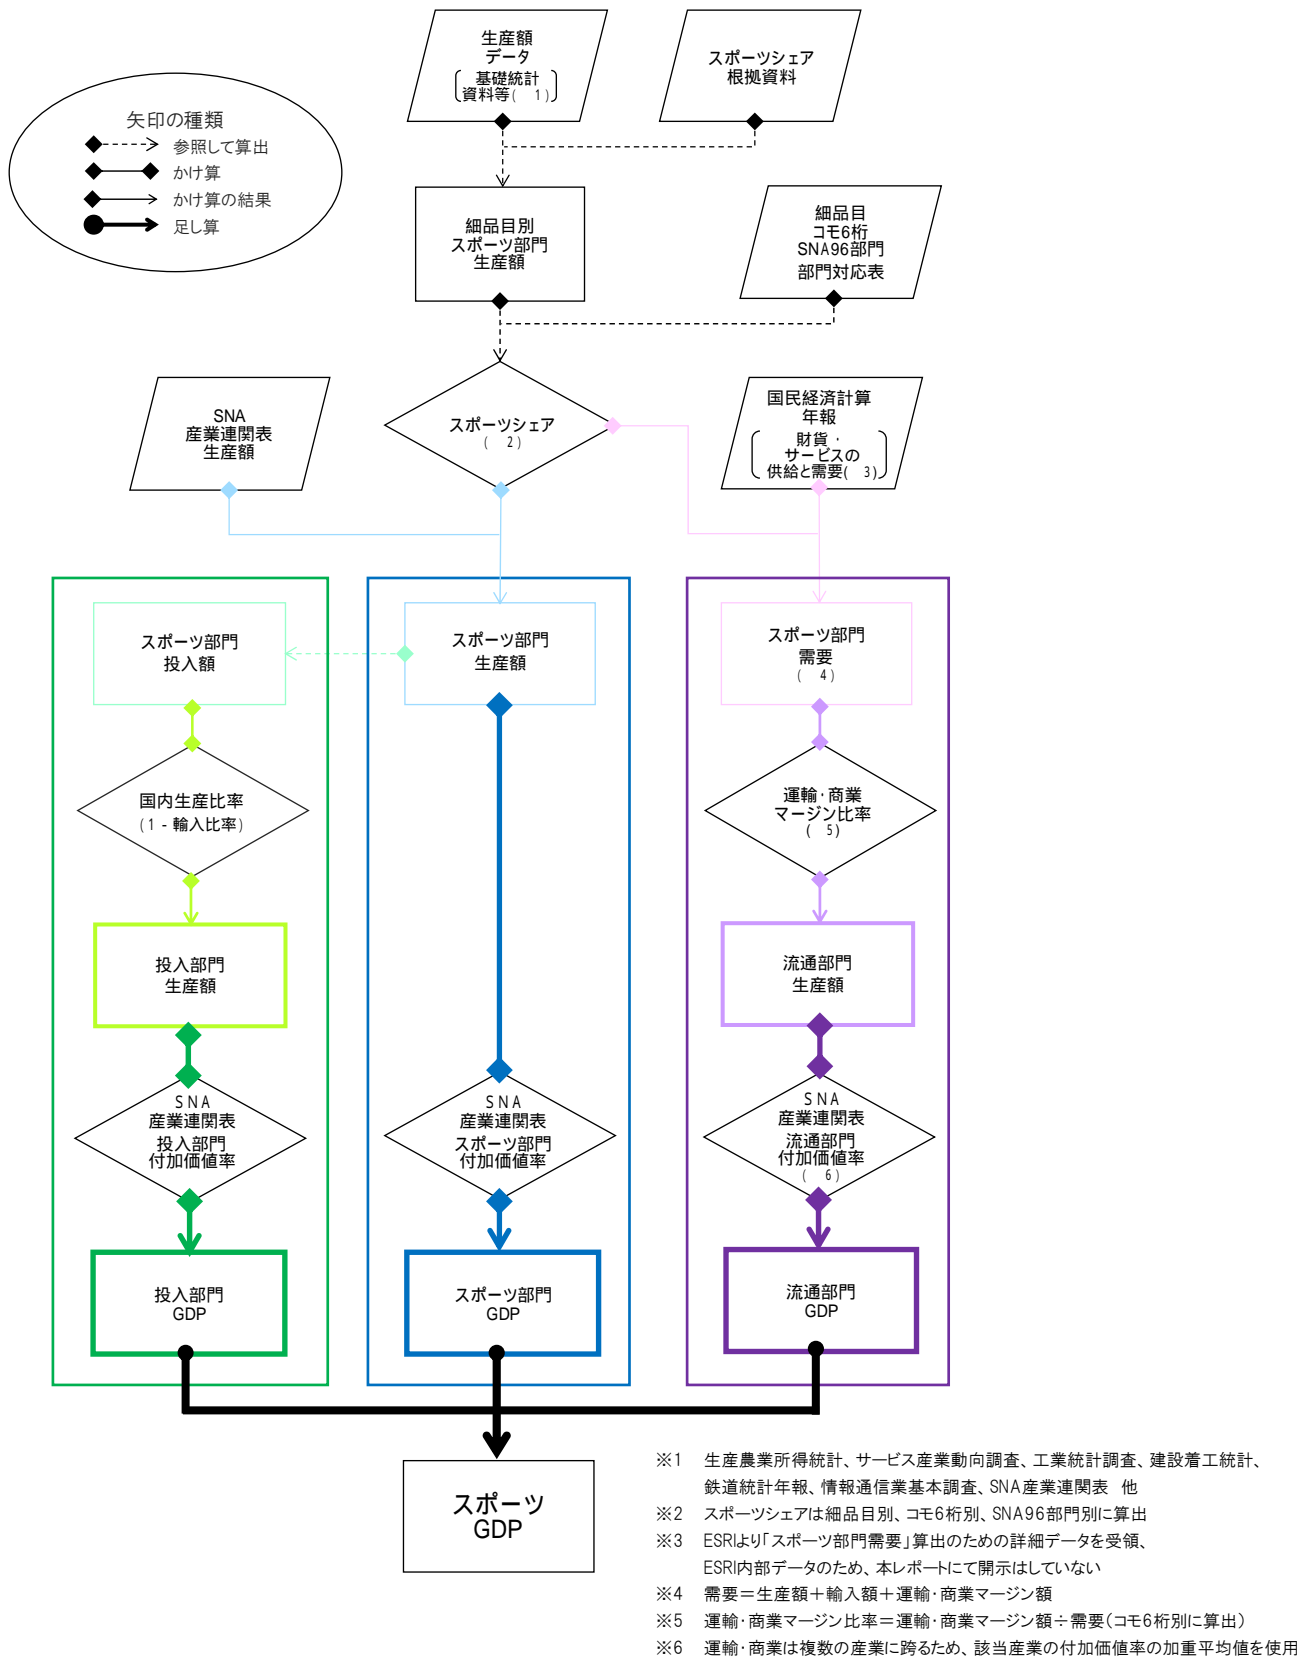 生産額
データ
基礎統計
資料等( 1)
スポーツシェア
根拠資料
矢印の種類
参照して算出
かけ算
かけ算の結果
足し算
細品目別
スポーツ部門
生産額
細品目
コモ6桁
SNA96部門
部門対応表
SNA
産業連関表
生産額
スポーツシェア
( 2)
国民経済計算
年報
財貨・
サービスの
供給と需要( 3)
スポーツ部門
投入額
スポーツ部門
生産額
スポーツ部門
需要
( 4)
国内生産比率
(1-輸入比率)
運輸・商業
マージン比率
( 5)
投入部門
生産額
流通部門
生産額
SNA
産業連関表
投入部門
付加価値率
SNA
産業連関表
スポーツ部門
付加価値率
SNA
産業連関表
流通部門
付加価値率
( 6)
投入部門
GDP
スポーツ部門
GDP
流通部門
GDP
スポーツ
GDP
※1 生産農業所得統計、サービス産業動向調査、工業統計調査、建設着工統計、
鉄道統計年報、情報通信業基本調査、SNA産業連関表 他
※2 スポーツシェアは細品目別、コモ6桁別、SNA96部門別に算出
※3 ESRIより「スポーツ部門需要」算出のための詳細データを受領、
ESRI内部データのため、本レポートにて開示はしていない
※4 需要=生産額+輸入額+運輸・商業マージン額
※5 運輸・商業マージン比率=運輸・商業マージン額÷需要(コモ6桁別に算出)
※6 運輸・商業は複数の産業に跨るため、該当産業の付加価値率の加重平均値を使用